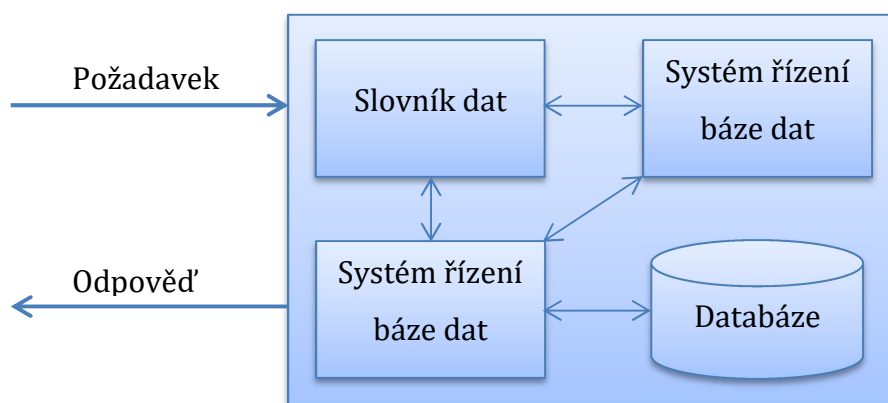 Požadavek
Slovník dat
Systém řízení
báze dat
Odpověď
Systém řízení
báze dat
Databáze